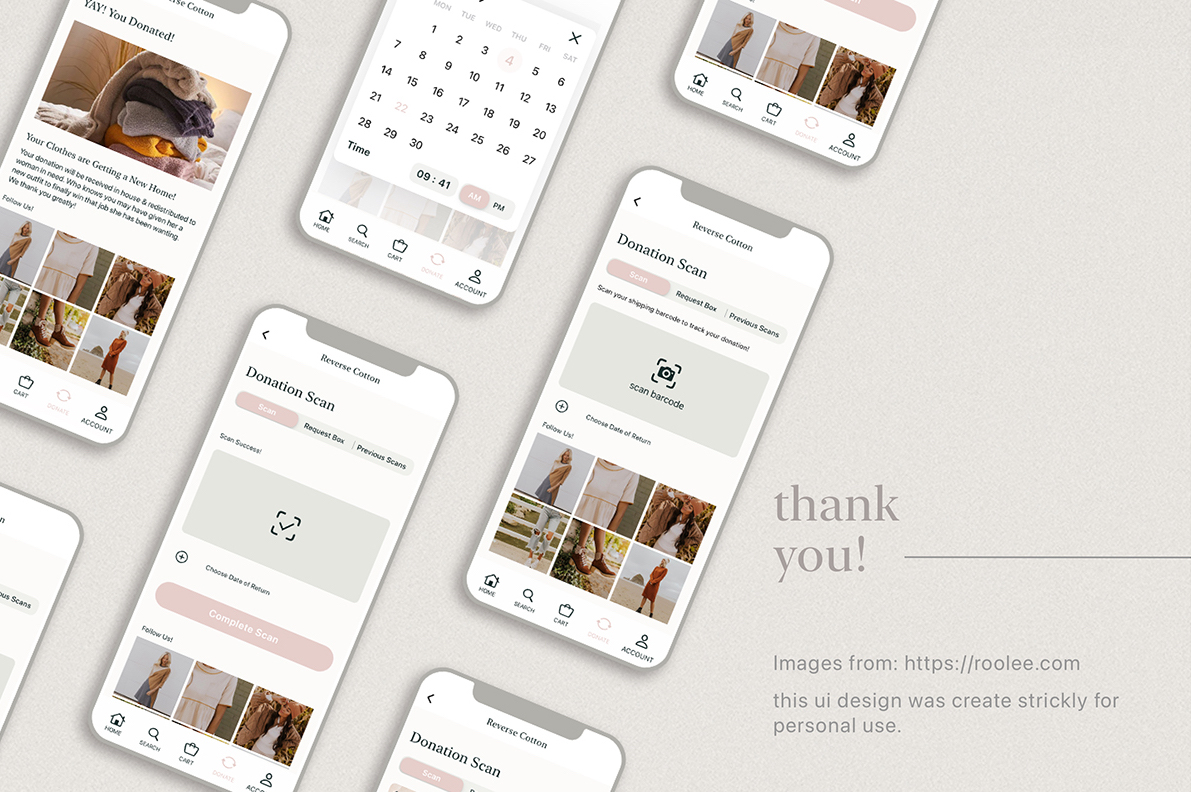 Reverse Cotton
YAY! You Donated!
Your Clothes are Getting a New Home!
Your donation will be received in house & redistributed to
woman in need. Who knows you may have given her a
new outfit to finally win that job she has been wanting.
We thank you greatly!
Follow Us!
CART
DONATE
ACCOUNT
MON TUE WED THU FRI SAT
1 2 3 4 5 6
7 8 9 10 11 12 13
14 15 16 17 18 19 20
21 22 23 24 25 26 27
28 29 30
Time
09 : 41
AM
PM
HOME
SEARCH
CART
DONATE
ACCOUNT
HOME
SEARCH
CART
DONATE
ACCOUNT
Reverse Cotton
Donation Scan
Scan
Request Box
Previous Scans
Scan your shipping barcode to track your donation!
scan barcode
Choose Date of Return
Follow Us!
HOME
SEARCH
CART
DONATE
ACCOUNT
Reverse Cotton
Donation Scan
Scan
Request Box
Previous Scans
Scan Success!
Choose Date of Return
Complete Scan
Follow Us!
HOME
SEARCH
CART
DONATE
Scans
Reverse Cotton
Donation Scan
Scan
thank
you!
Images from: https://roolee.com
this ui design was create strickly for
personal use.